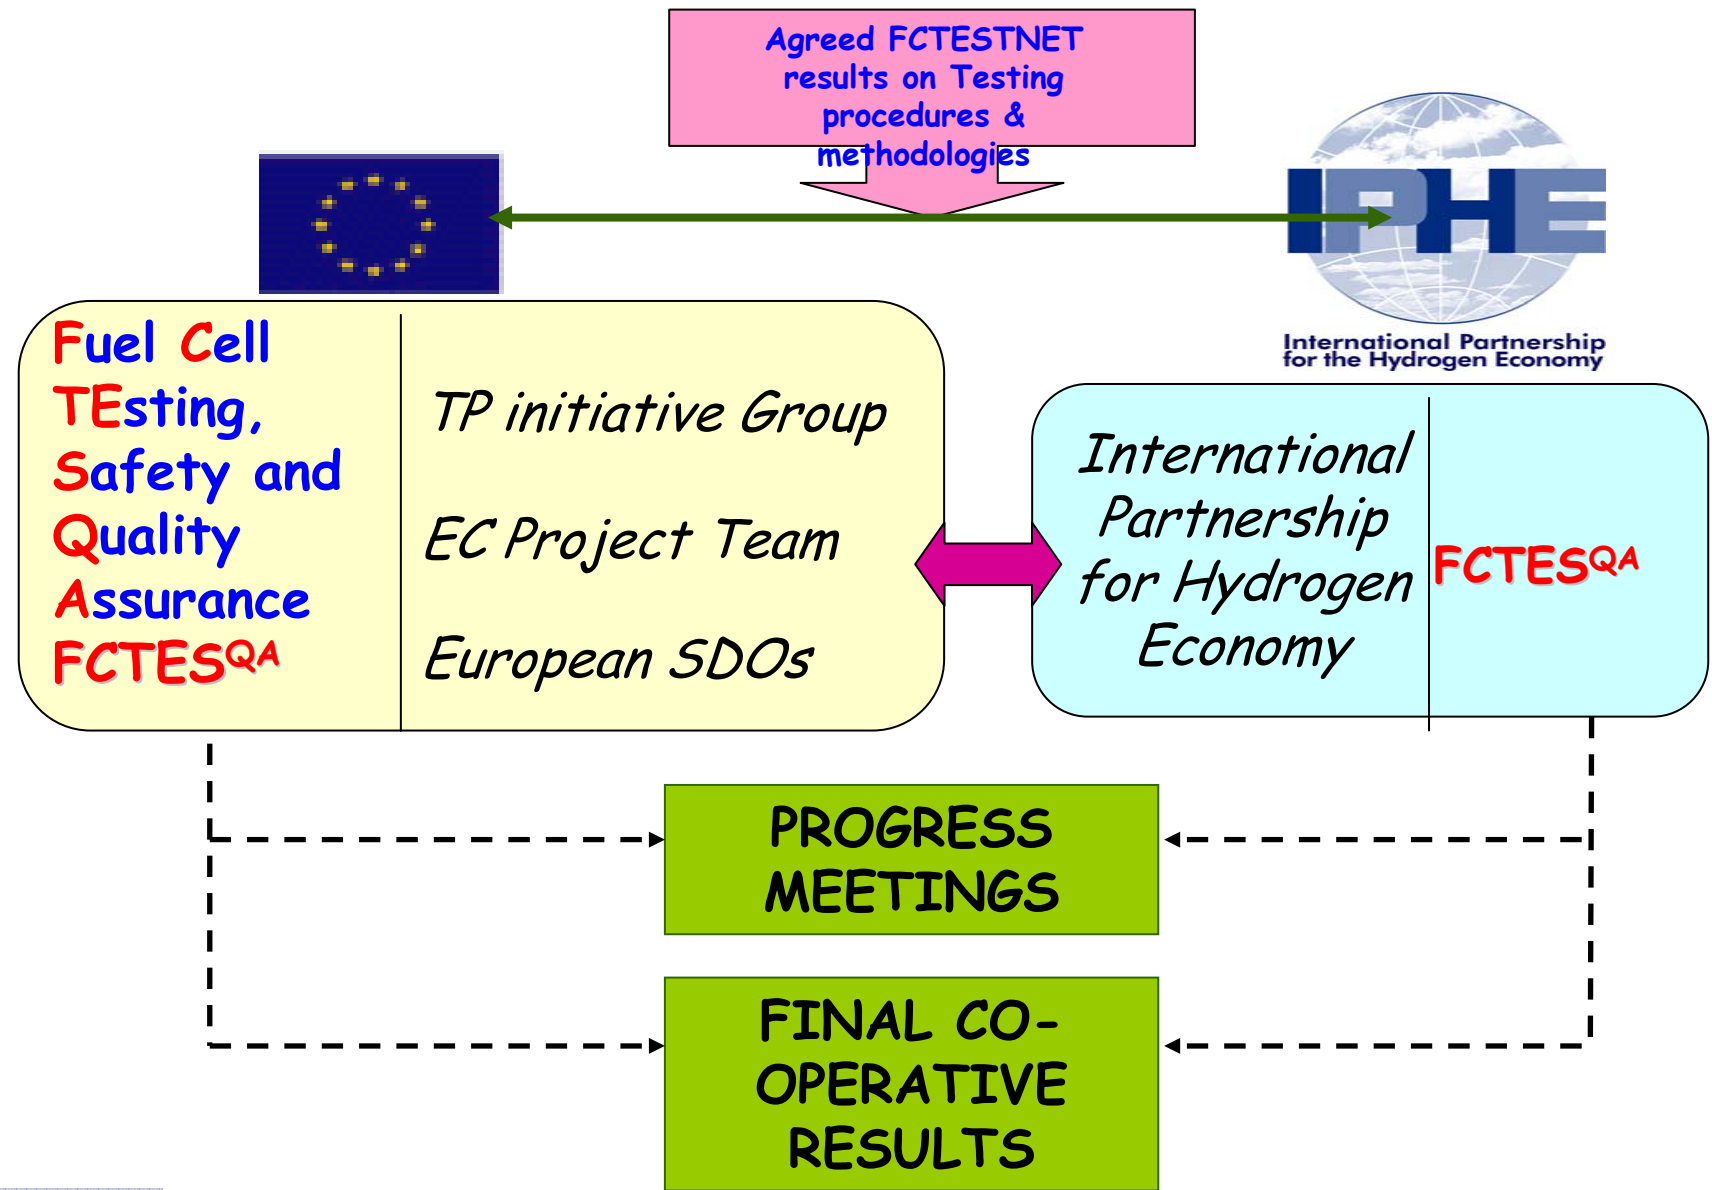 Agreed FCTESTNET
results on Testing
procedures &
methodologies
IPHE
International Partnership
for the Hydrogen Economy
Fuel Cell
TEsting,
Safety and
Quality
Assurance
FCTESQA
TP initiative Group
EC Project Team
European SDOs
International
Partnership
for Hydrogen
Economy
FCTESQA
PROGRESS
MEETINGS
FINAL CO-
OPERATIVE
RESULTS